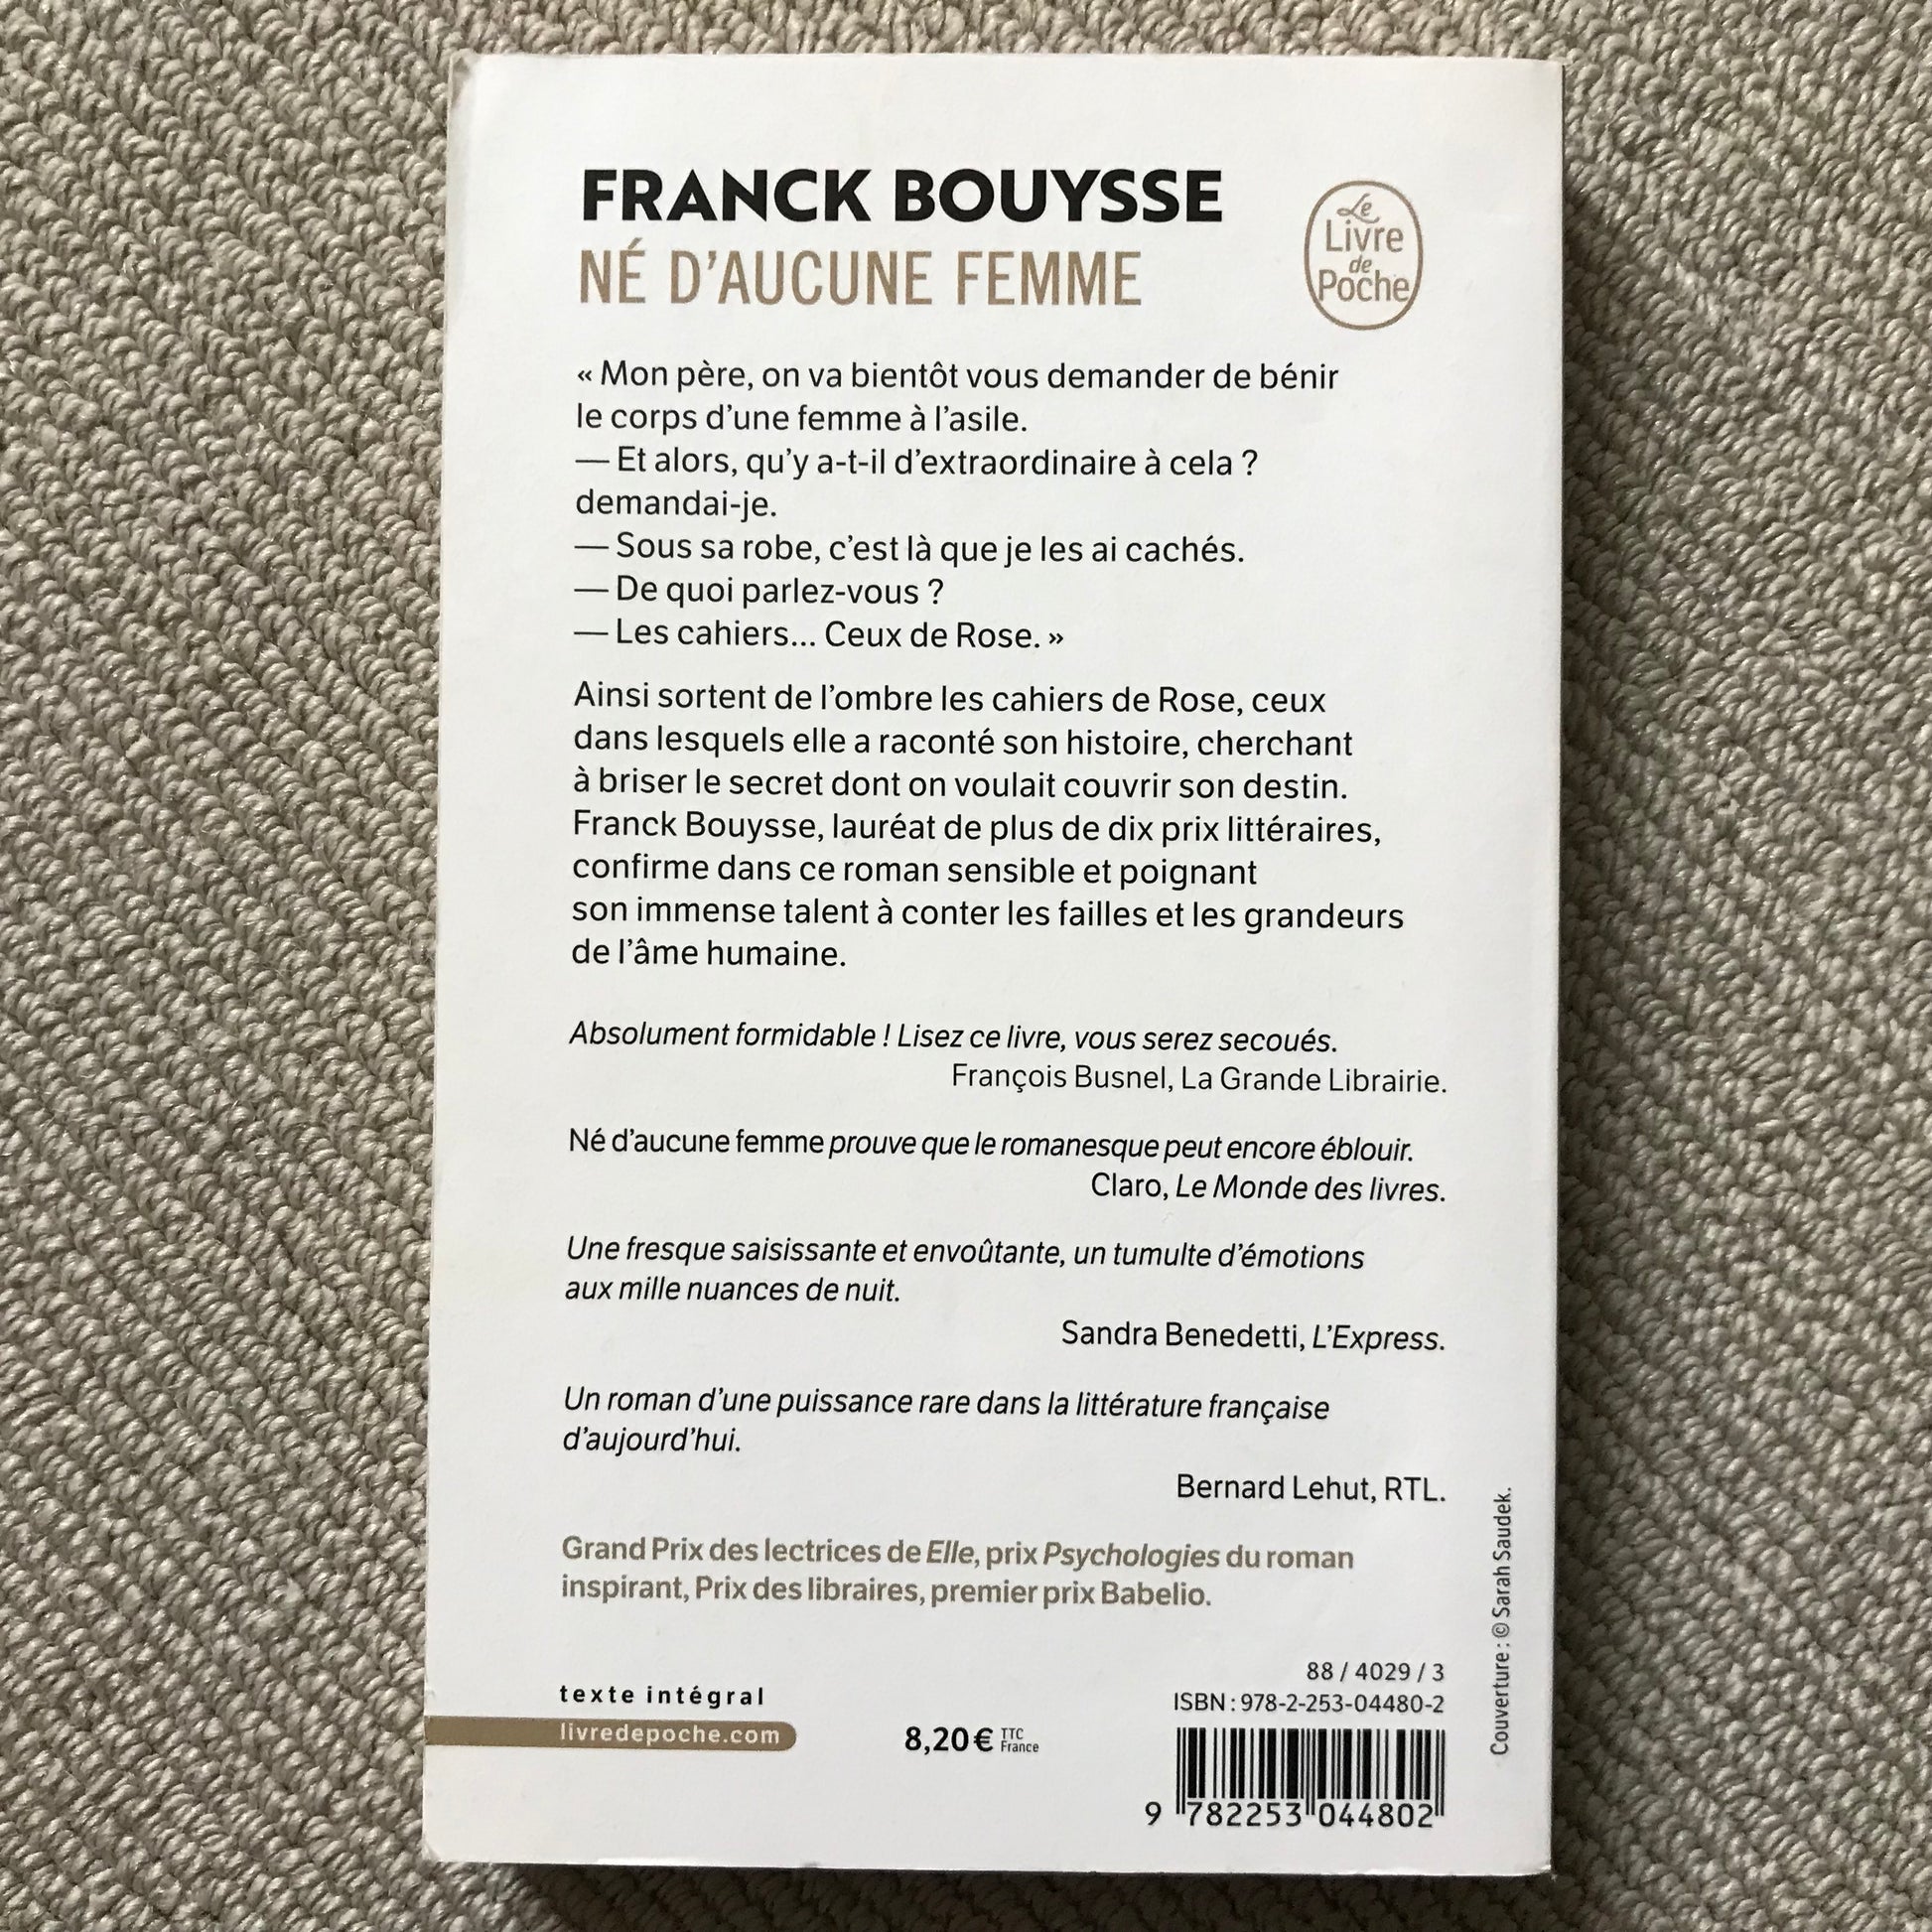 FRANCK BOUYSSE
NÉ D'AUCUNE FEMME
Le
Livre
de
Poche
« Mon père, on va bientôt vous demander de bénir
le corps d'une femme à l'asile.
— Et alors, qu'y a-t-il d'extraordinaire à cela ?
demandai-je.
— Sous sa robe, c'est là que je les ai cachés.
— De quoi parlez-vous ?
— Les cahiers... Ceux de Rose. »
Ainsi sortent de l'ombre les cahiers de Rose, ceux
dans lesquels elle a raconté son histoire, cherchant
à briser le secret dont on voulait couvrir son destin.
Franck Bouysse, lauréat de plus de dix prix littéraires,
confirme dans ce roman sensible et poignant
son immense talent à conter les failles et les grandeurs
de l'âme humaine.
Absolument formidable ! Lisez ce livre, vous serez secoués.
François Busnel, La Grande Librairie.
Né d'aucune femme prouve que le romanesque peut encore éblouir.
Claro, Le Monde des livres.
Une fresque saisissante et envoûtante, un tumulte d'émotions
aux mille nuances de nuit.
Sandra Benedetti, L'Express.
Un roman d'une puissance rare dans la littérature française
d'aujourd'hui.
Bernard Lehut, RTL.
Grand Prix des lectrices de Elle, prix Psychologies du roman
inspirant, Prix des libraires, premier prix Babelio.
texte intégral
livredepoche.com
8,20 € TTC
France
88 / 4029 / 3
ISBN : 978-2-253-04480-2
9 782253 044802
Couverture : © Sarah Saudek.